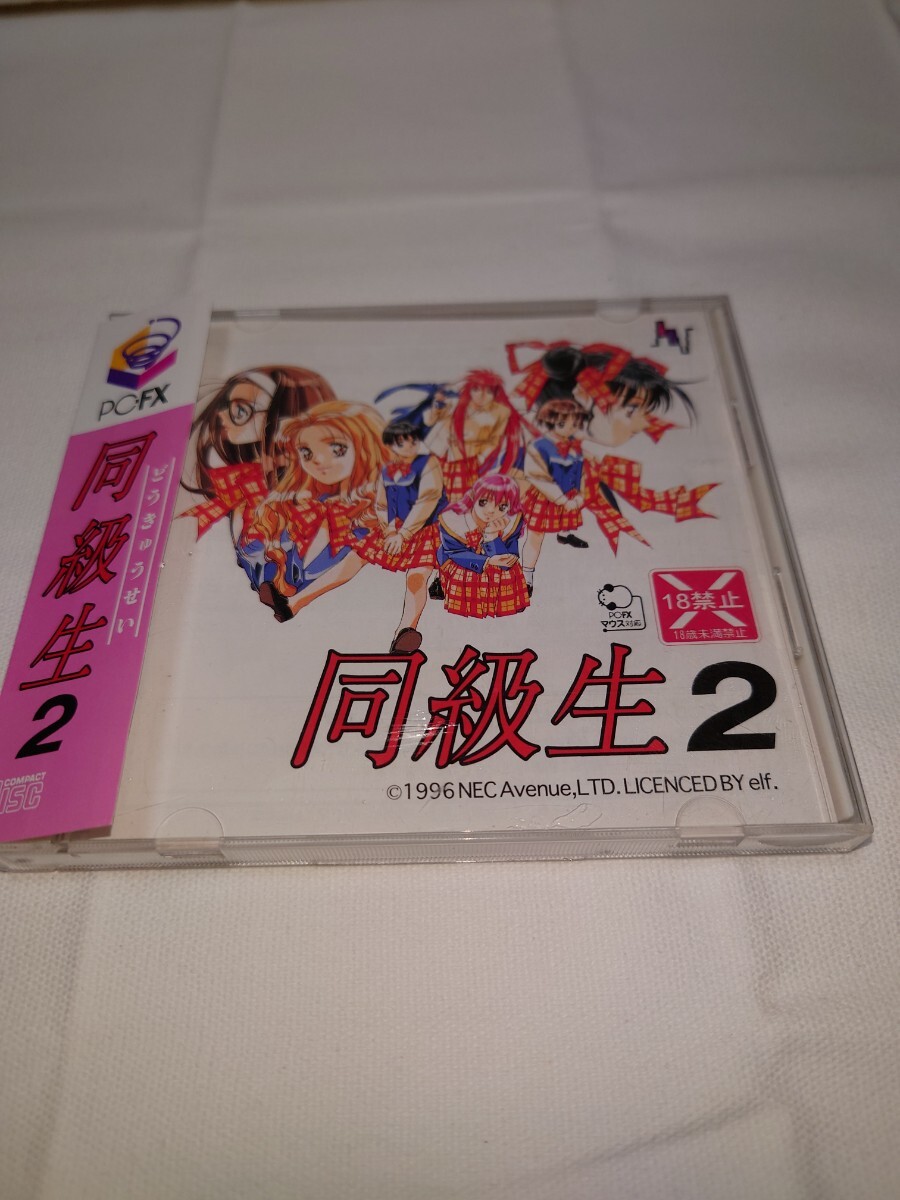 PC-FX
同級生2
どうきゅうせい
COMPACT
DISC
PC-FX
マウス対応
18禁止
18歳未満禁止
同級生2
©1996 NEC Avenue,LTD. LICENCED BY elf.